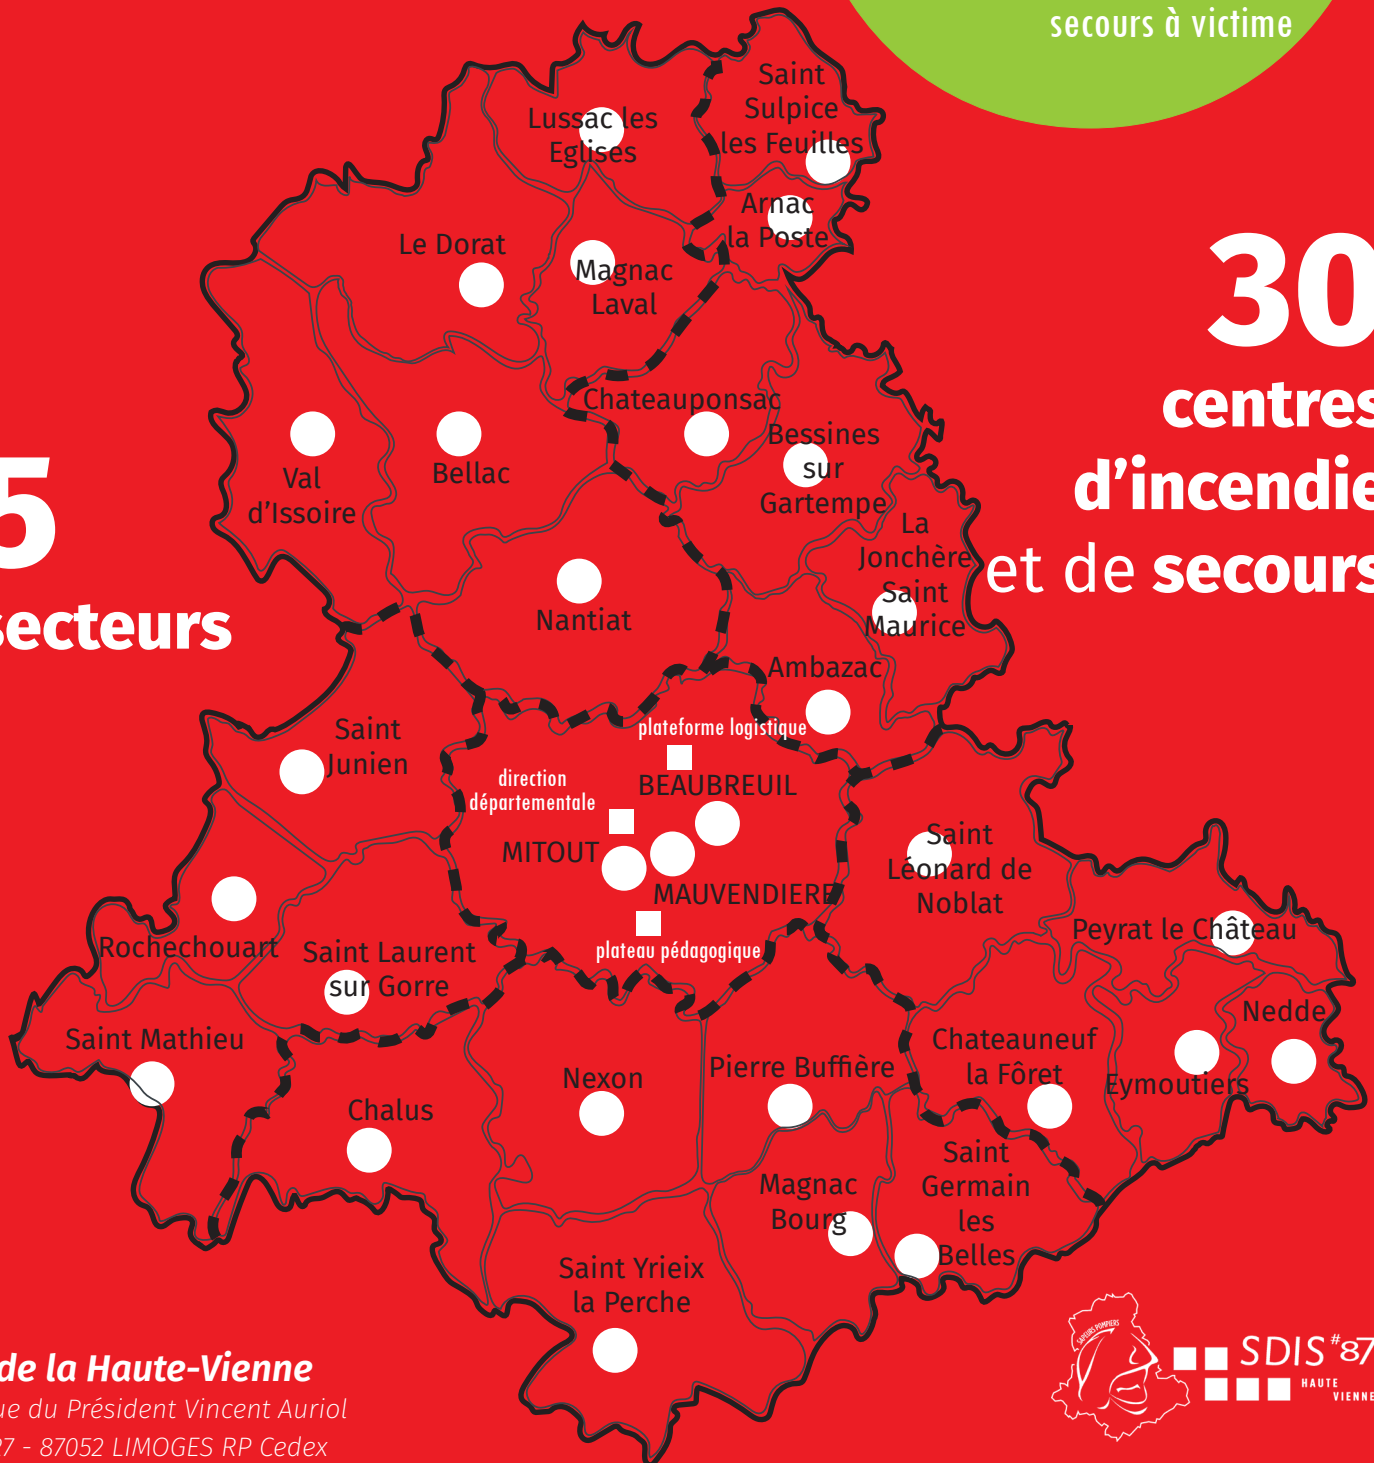 secours à victime
Saint
Sulpice
les Feuilles
Lussac les
Eglises
Arnac
la Poste
Le Dorat
Magnac
Laval
30
centres
d'incendie
et de secours
Chateauponsac
Bessines
sur
Gartempe
Bellac
Val
d'Issoire
5
secteurs
La
Jonchère
Saint
Maurice
Nantiat
Ambazac
Saint
Junien
plateforme logistique
BEAUBREUIL
direction
départementale
MITOUT
MAUVENDIERE
plateau pédagogique
Saint
Léonard de
Noblat
Peyrat le Château
Rochechouart
Saint Laurent
sur Gorre
Saint Mathieu
Nedde
Chateauneuf
la Fôret
Eymoutiers
Pierre Buffière
Nexon
Chalus
Saint
Germain
les
Belles
Magnac
Bourg
Saint Yrieix
la Perche
de la Haute-Vienne
ue du Président Vincent Auriol
27 - 87052 LIMOGES RP Cedex
SAPEURS POMPIERS
SDIS #87
HAUTE
VIENNE